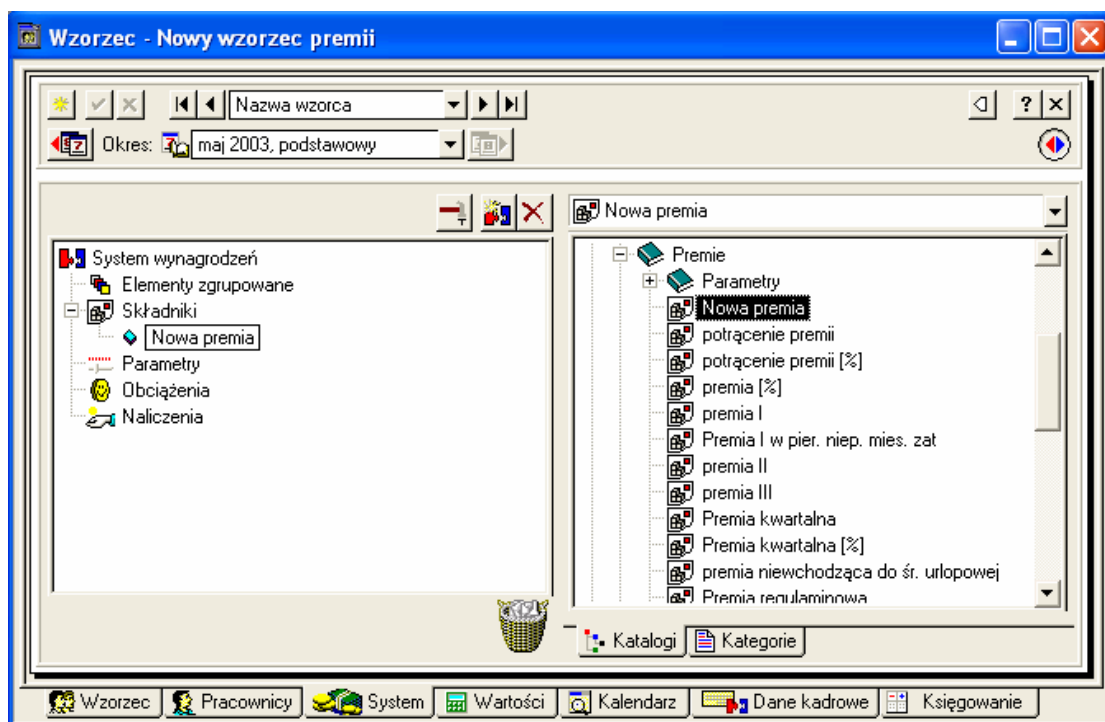 Wzorzec - Nowy wzorzec premii
Nazwa wzorca
?
Okres: maj 2003, podstawowy
Nowa premia
System wynagrodzeń
Elementy zgrupowane
Składniki
Nowa premia
Parametry
Obciążenia
Naliczenia
Premie
Parametry
Nowa premia
potrącenie premii
potrącenie premii [%]
premia [%]
premia I
Premia I w pier. niep. mies. zat
premia II
premia III
Premia kwartalna
Premia kwartalna [%]
premia niewchodząca do śr. urlopowej
Premia regulaminowa
Katalogi Kategorie
Wzorzec Pracownicy System Wartości Kalendarz Dane kadrowe Księgowanie